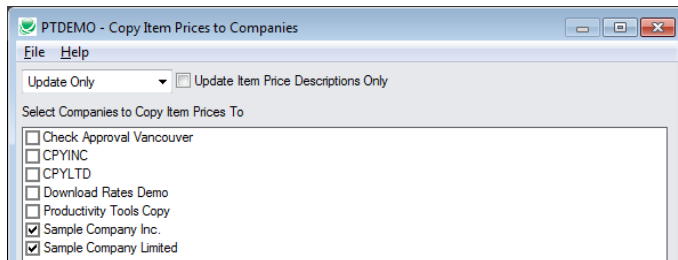 PTDEMO - Copy Item Prices to Companies
File Help
Update Only Update Item Price Descriptions Only
Select Companies to Copy Item Prices To
Check Approval Vancouver
CPYINC
CPYLTD
Download Rates Demo
Productivity Tools Copy
Sample Company Inc.
Sample Company Limited